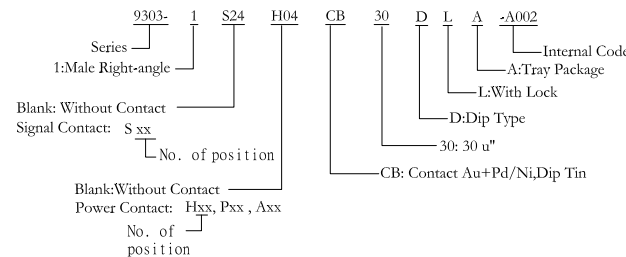 9303- 1 S24 H04 CB 30 D L A -A002
Series
Internal Code
1:Male Right-angle
A:Tray Package
L:With Lock
Blank: Without Contact
D:Dip Type
Signal Contact: S xx
30: 30 u"
No. of position
CB: Contact Au+Pd/Ni,Dip Tin
Blank:Without Contact
Power Contact: Hxx, Pxx , Axx
No. of
position